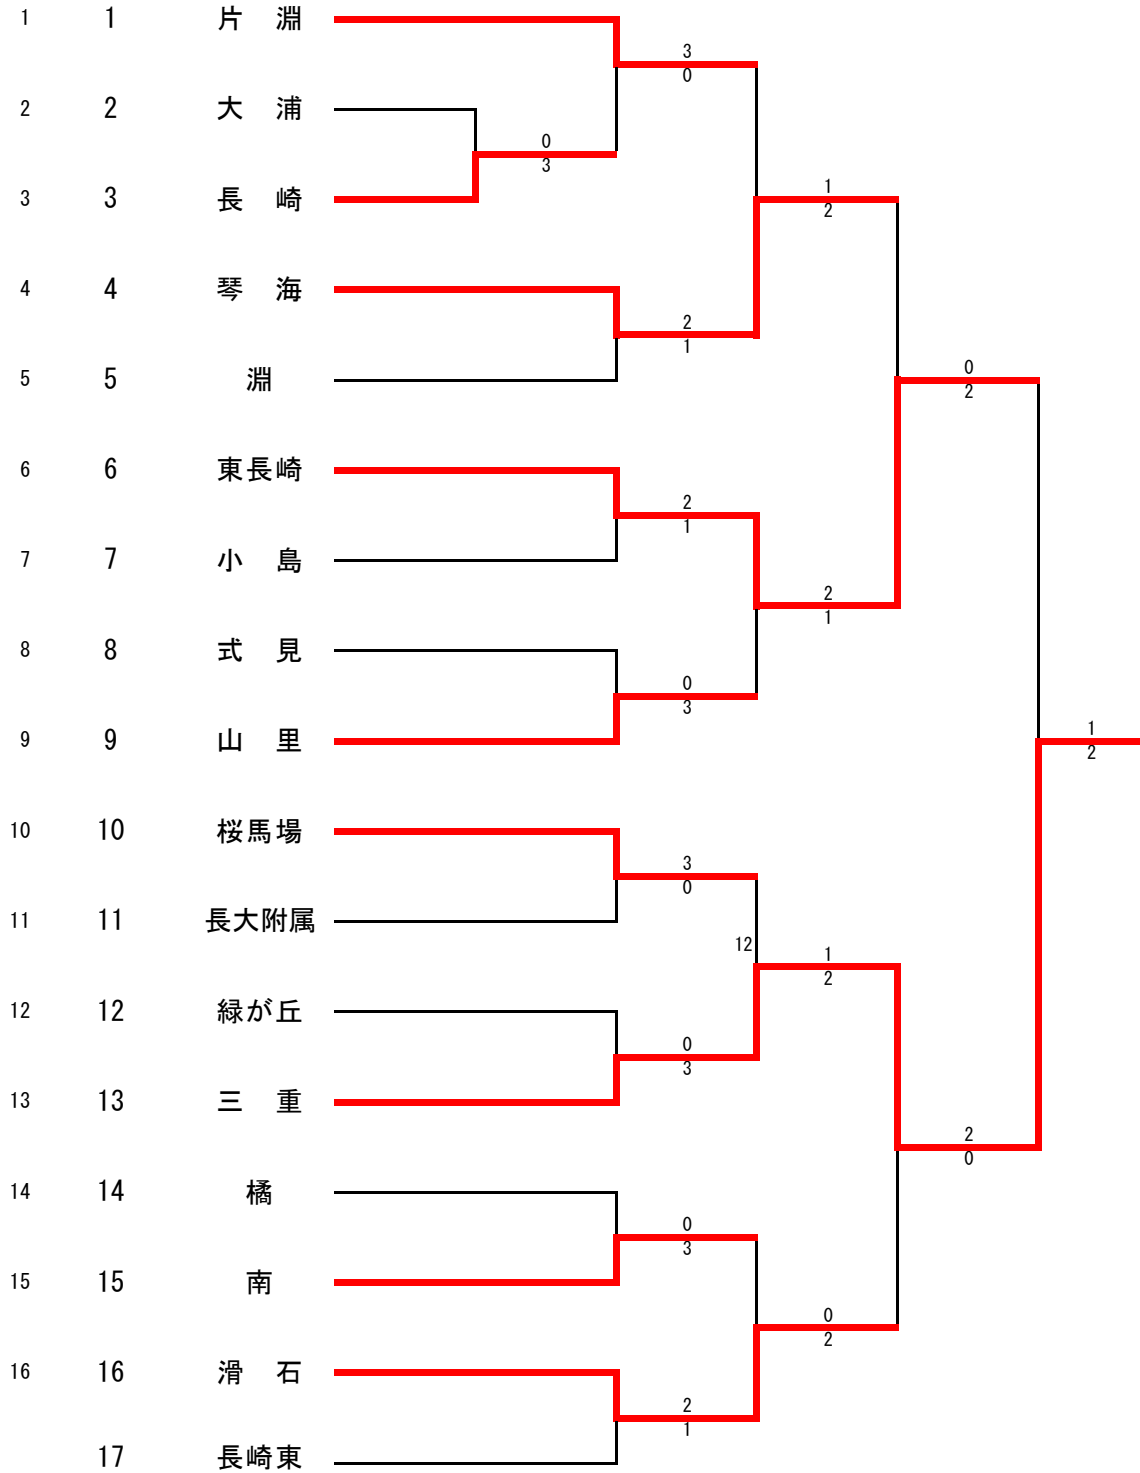 1 1 片 淵
3
0
2 2 大 浦
0
3
3 3 長 崎
1
2
4 4 琴 海
2
1
5 5 淵
0
2
6 6 東長崎
2
1
7 7 小 島
2
1
8 8 式 見
0
3
9 9 山 里
1
2
10 10 桜馬場
3
0
11 11 長大附属
12
1
2
12 12 緑が丘
0
3
13 13 三 重
2
0
14 14 橘
0
3
15 15 南
0
2
16 16 滑 石
2
1
17 長崎東